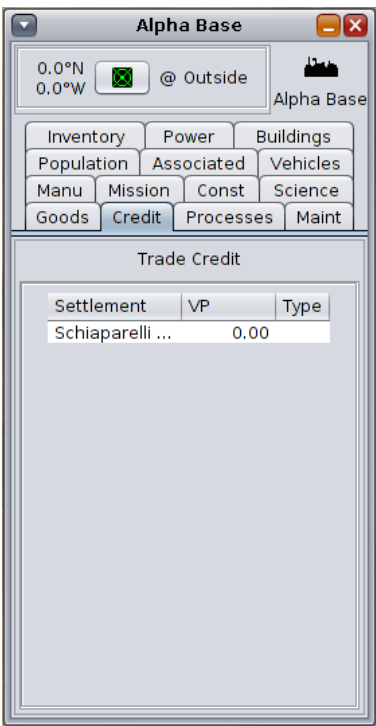 Alpha Base
0.0°N
0.0°W
@ Outside
Alpha Base
Inventory Power Buildings
Population Associated Vehicles
Manu Mission Const Science
Goods Credit Processes Maint
Trade Credit
Settlement VP Type
Schiaparelli ... 0.00